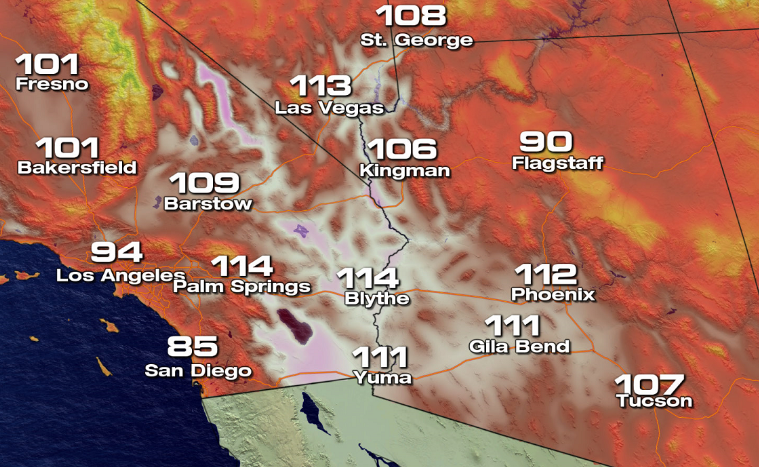 108
St. George
101
Fresno
113
Las Vegas
101
Bakersfield
106
Kingman
90
Flagstaff
109
Barstow
94
Los Angeles
114
Palm Springs
114
Blythe
112
Phoenix
111
Gila Bend
85
San Diego
111
Yuma
107
Tucson